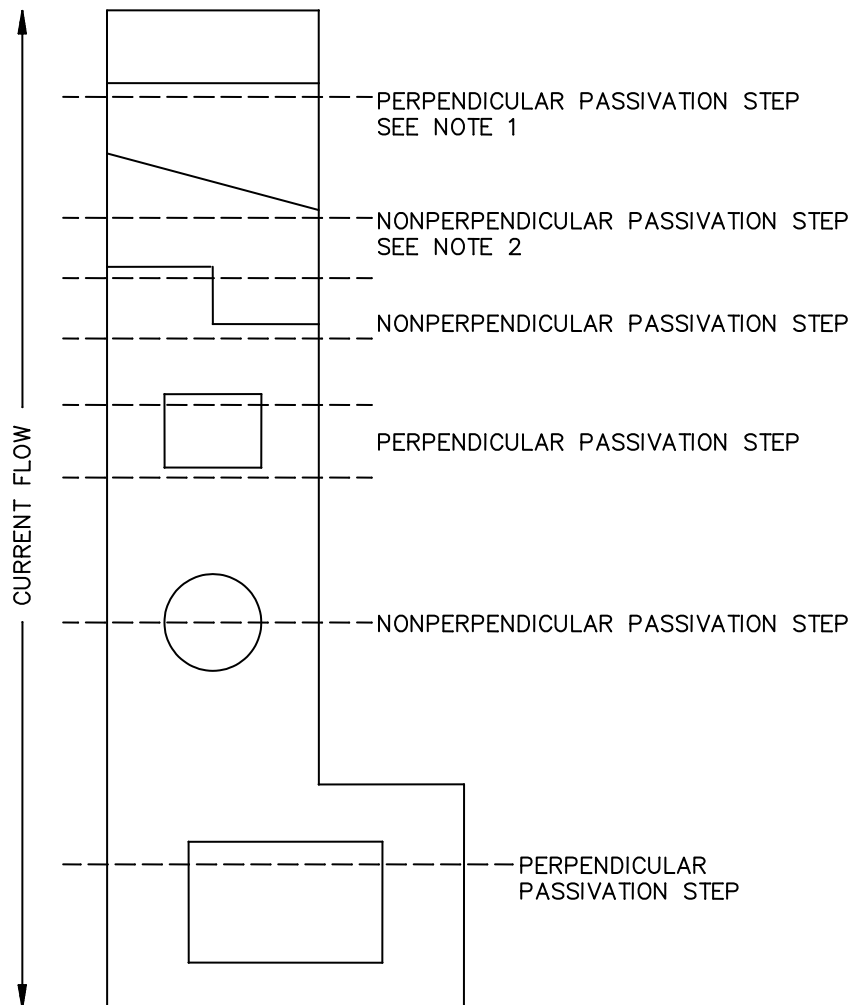 PERPENDICULAR PASSIVATION STEP
SEE NOTE 1
NONPERPENDICULAR PASSIVATION STEP
SEE NOTE 2
NONPERPENDICULAR PASSIVATION STEP
PERPENDICULAR PASSIVATION STEP
CURRENT FLOW
NONPERPENDICULAR PASSIVATION STEP
PERPENDICULAR
PASSIVATION STEP